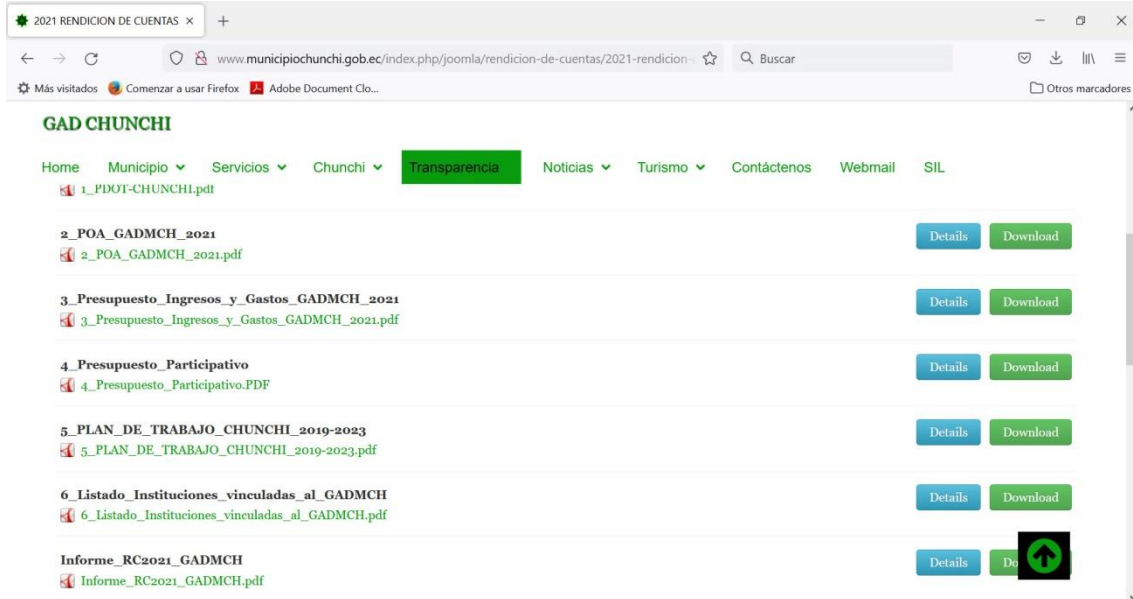 2021 RENDICION DE CUENTAS
www.municipiochunchi.gob.ec/index.php/joomla/rendicion-de-cuentas/2021-rendicion-
Buscar
Más visitados Comenzar a usar Firefox Adobe Document Clo... Otros marcadores
GAD CHUNCHI
Home Municipio Servicios Chunchi Transparencia Noticias Turismo Contáctenos Webmail SIL
1_PDOT-CHUNCHI.pdf
2_POA_GADMCH_2021 Details Download
2_POA_GADMCH_2021.pdf
3_Presupuesto_Ingresos_y_Gastos_GADMCH_2021 Details Download
3_Presupuesto_Ingresos_y_Gastos_GADMCH_2021.pdf
4_Presupuesto_Participativo Details Download
4_Presupuesto_Participativo.PDF
5_PLAN_DE_TRABAJO_CHUNCHI_2019-2023 Details Download
5_PLAN_DE_TRABAJO_CHUNCHI_2019-2023.pdf
6_Listado_Instituciones_vinculadas_al_GADMCH Details Download
6_Listado_Instituciones_vinculadas_al_GADMCH.pdf
Informe_RC2021_GADMCH Details Do
Informe_RC2021_GADMCH.pdf